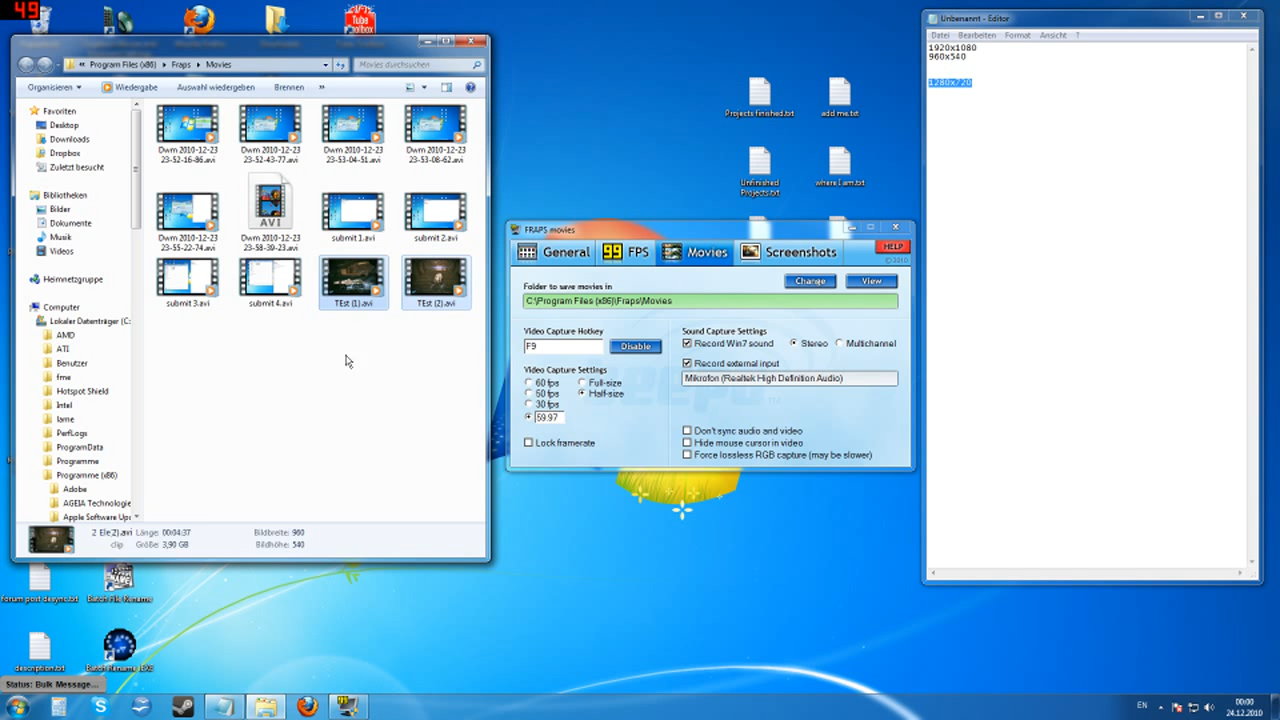 49
Tube
Toolbox
Program Files (x86) ▸ Fraps ▸ Movies
Movies durchsuchen
Organisieren
Wiedergabe
Auswahl wiedergeben
Brennen
»
Favoriten
Desktop
Downloads
Dropbox
Zuletzt besucht
Bibliotheken
Bilder
Dokumente
Musik
Videos
Heimnetzgruppe
Computer
Lokaler Datenträger (C:
AMD
ATI
Benutzer
fme
Hotspot Shield
Intel
lame
PerfLogs
ProgramData
Programme
Programme (x86)
Adobe
AGEIA Technologie
Apple Software Upd
Dwm 2010-12-23
23-52-16-86.avi
Dwm 2010-12-23
23-52-43-77.avi
Dwm 2010-12-23
23-53-04-51.avi
Dwm 2010-12-23
23-53-08-62.avi
Dwm 2010-12-23
23-55-22-74.avi
AVI
Dwm 2010-12-23
23-58-39-23.avi
submit 1.avi
submit 2.avi
submit 3.avi
submit 4.avi
TEst (1).avi
TEst (2).avi
Länge: 00:04:37
Bildbreite: 960
Größe: 3,90 GB
Bildhöhe: 540
Projects finished.txt
add me.txt
Unfinished
Projects.txt
where I am.txt
FRAPS movies
General
99 FPS
Movies
Screenshots
HELP
©2010
Folder to save movies in
Change
View
C:\Program Files (x86)\Fraps\Movies
Video Capture Hotkey
F9
Disable
Video Capture Settings
60 fps
50 fps
30 fps
59.97
Full-size
Half-size
Lock framerate
Sound Capture Settings
Record Win7 sound
Stereo
Multichannel
Record external input
Mikrofon (Realtek High Definition Audio)
Don't sync audio and video
Hide mouse cursor in video
Force lossless RGB capture (may be slower)
Unbenannt - Editor
Datei Bearbeiten Format Ansicht ?
1920x1080
960x540
1280x720
forum post desync.txt
description.txt
Status: Bulk Message...
EN
00:00
24.12.2010